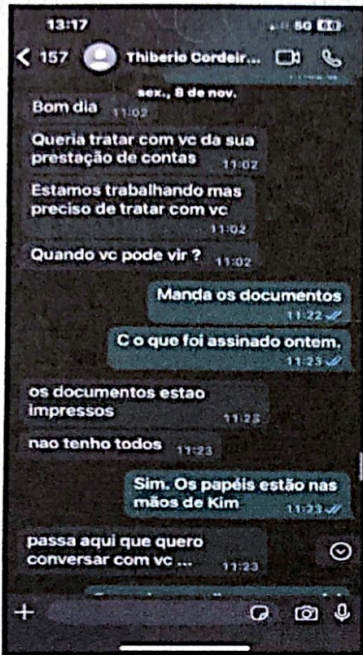 13:17
5G
157 Thiberio Cordeir...
sex., 8 de nov.
Bom dia 11:02
Queria tratar com vc da sua
prestação de contas 11:02
Estamos trabalhando mas
preciso de tratar com vc
11:02
Quando vc pode vir ? 11:02
Manda os documentos
11:22
C o que foi assinado ontem.
11:23
os documentos estao
impressos 11:23
nao tenho todos 11:23
Sim. Os papéis estão nas
mãos de Kim 11:23
passa aqui que quero
conversar com vc ... 11:23